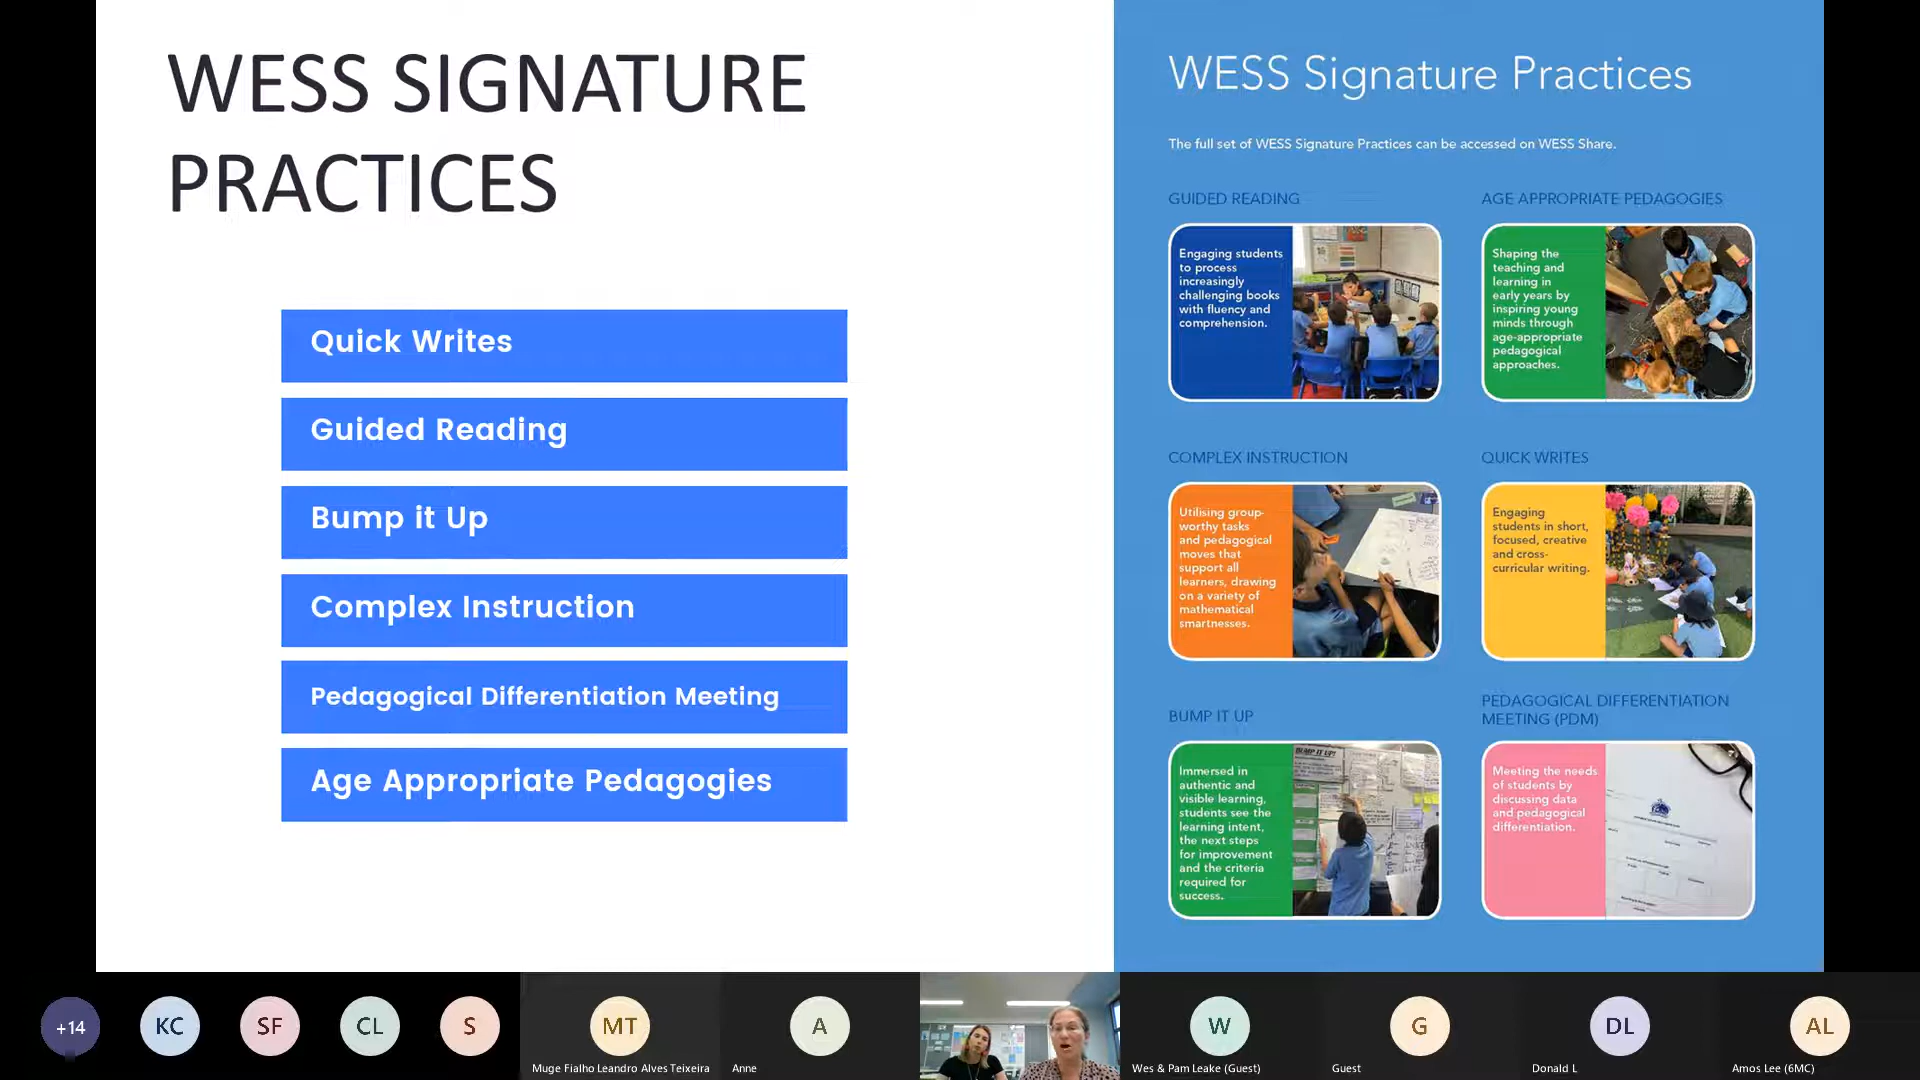 WESS SIGNATURE
PRACTICES
Quick Writes
Guided Reading
Bump it Up
Complex Instruction
Pedagogical Differentiation Meeting
Age Appropriate Pedagogies
WESS Signature Practices
The full set of WESS Signature Practices can be accessed on WESS Share.
GUIDED READING
Engaging students
to process
increasingly
challenging books
with fluency and
comprehension.
AGE APPROPRIATE PEDAGOGIES
Shaping the
teaching and
learning in
early years by
inspiring young
minds through
age-appropriate
pedagogical
approaches.
COMPLEX INSTRUCTION
Utilising group-
worthy tasks
and pedagogical
moves that
support all
learners, drawing
on a variety of
mathematical
smartnesses.
QUICK WRITES
Engaging
students in short,
focused, creative
and cross-
curricular writing.
BUMP IT UP
Immersed in
authentic and
visible learning,
students see the
learning intent,
the next steps
for improvement
and the criteria
required for
success.
BUMP IT UP!
PEDAGOGICAL DIFFERENTIATION
MEETING (PDM)
Meeting the needs
of students by
discussing data
and pedagogical
differentiation.
+14
KC
SF
CL
S
MT
Muge Fialho Leandro Alves Teixeira
A
Anne
W
Wes & Pam Leake (Guest)
G
Guest
DL
Donald L
AL
Amos Lee (6MC)